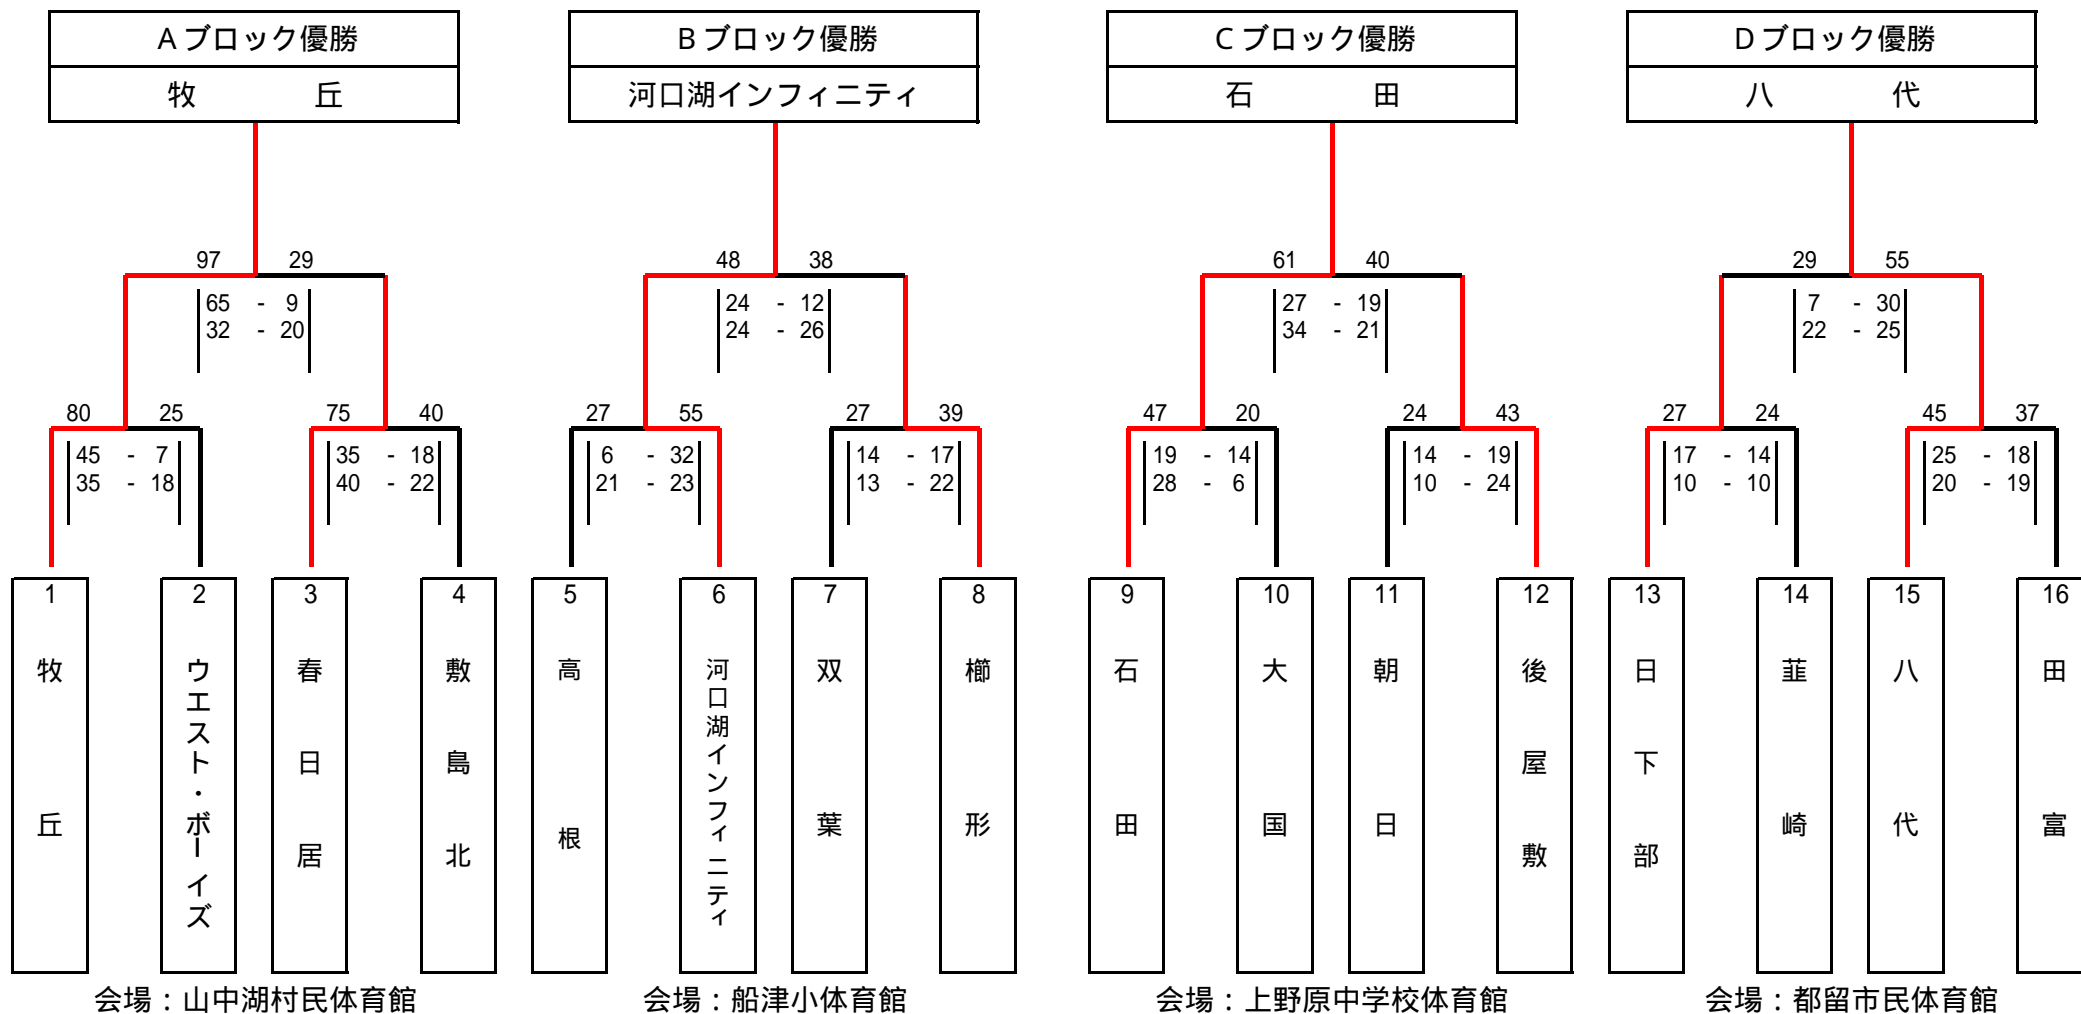 Aブロック優勝
牧 丘
97 29
65 - 9
32 - 20
80 25
45 - 7
35 - 18
75 40
35 - 18
40 - 22
1 牧丘
2 ウエスト・ボーイズ
3 春日居
4 敷島北
会場：山中湖村民体育館
Bブロック優勝
河口湖インフィニティ
48 38
24 - 12
24 - 26
27 55
6 - 32
21 - 23
27 39
14 - 17
13 - 22
5 高根
6 河口湖インフィニティ
7 双葉
8 櫛形
会場：船津小体育館
Cブロック優勝
石 田
61 40
27 - 19
34 - 21
47 20
19 - 14
28 - 6
24 43
14 - 19
10 - 24
9 石田
10 大国
11 朝日
12 後屋敷
会場：上野原中学校体育館
Dブロック優勝
八 代
29 55
7 - 30
22 - 25
27 24
17 - 14
10 - 10
45 37
25 - 18
20 - 19
13 日下部
14 韮崎
15 八代
16 田富
会場：都留市民体育館